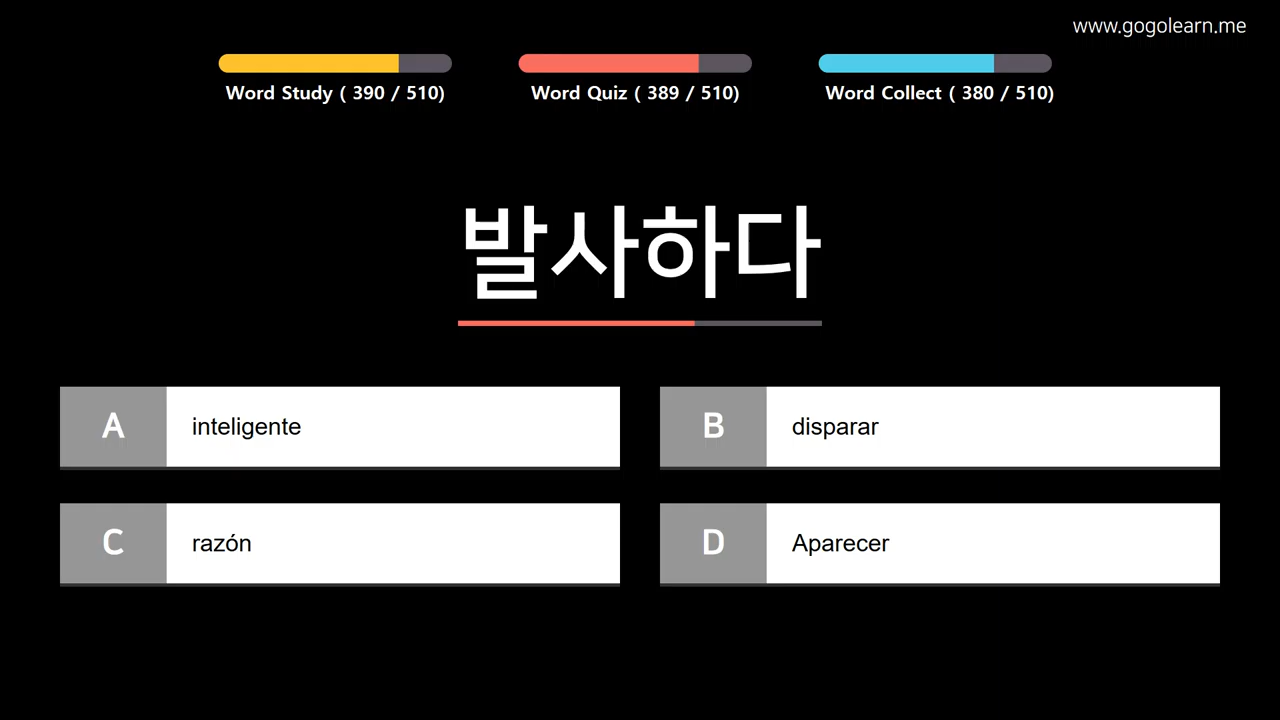 www.gogolearn.me
Word Study ( 390 / 510)
Word Quiz ( 389 / 510)
Word Collect ( 380 / 510)
발사하다
A inteligente
B disparar
C razón
D Aparecer